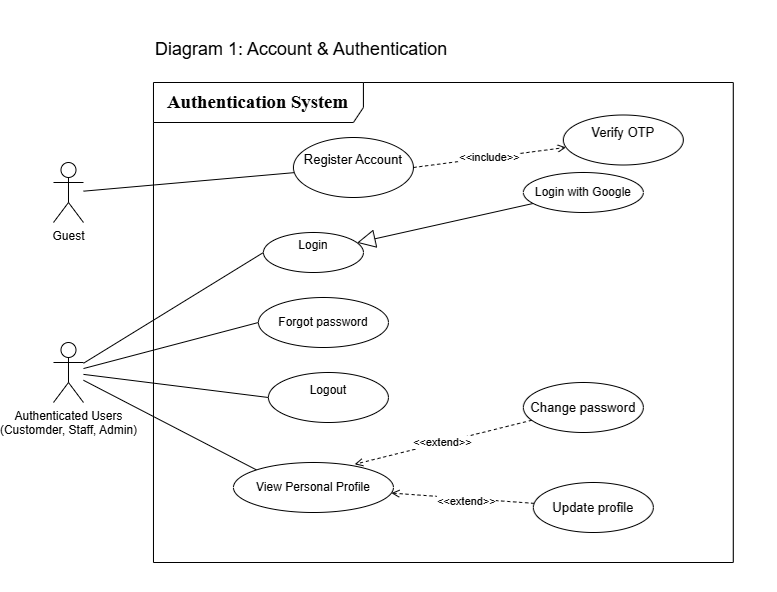 Diagram 1: Account & Authentication
Authentication System
Verify OTP
Register Account
<<include>>
Login with Google
Guest
Login
Forgot password
Logout
Authenticated Users
(Custommder, Staff, Admin)
Change password
<<extend>>
View Personal Profile
<<extend>>
Update profile